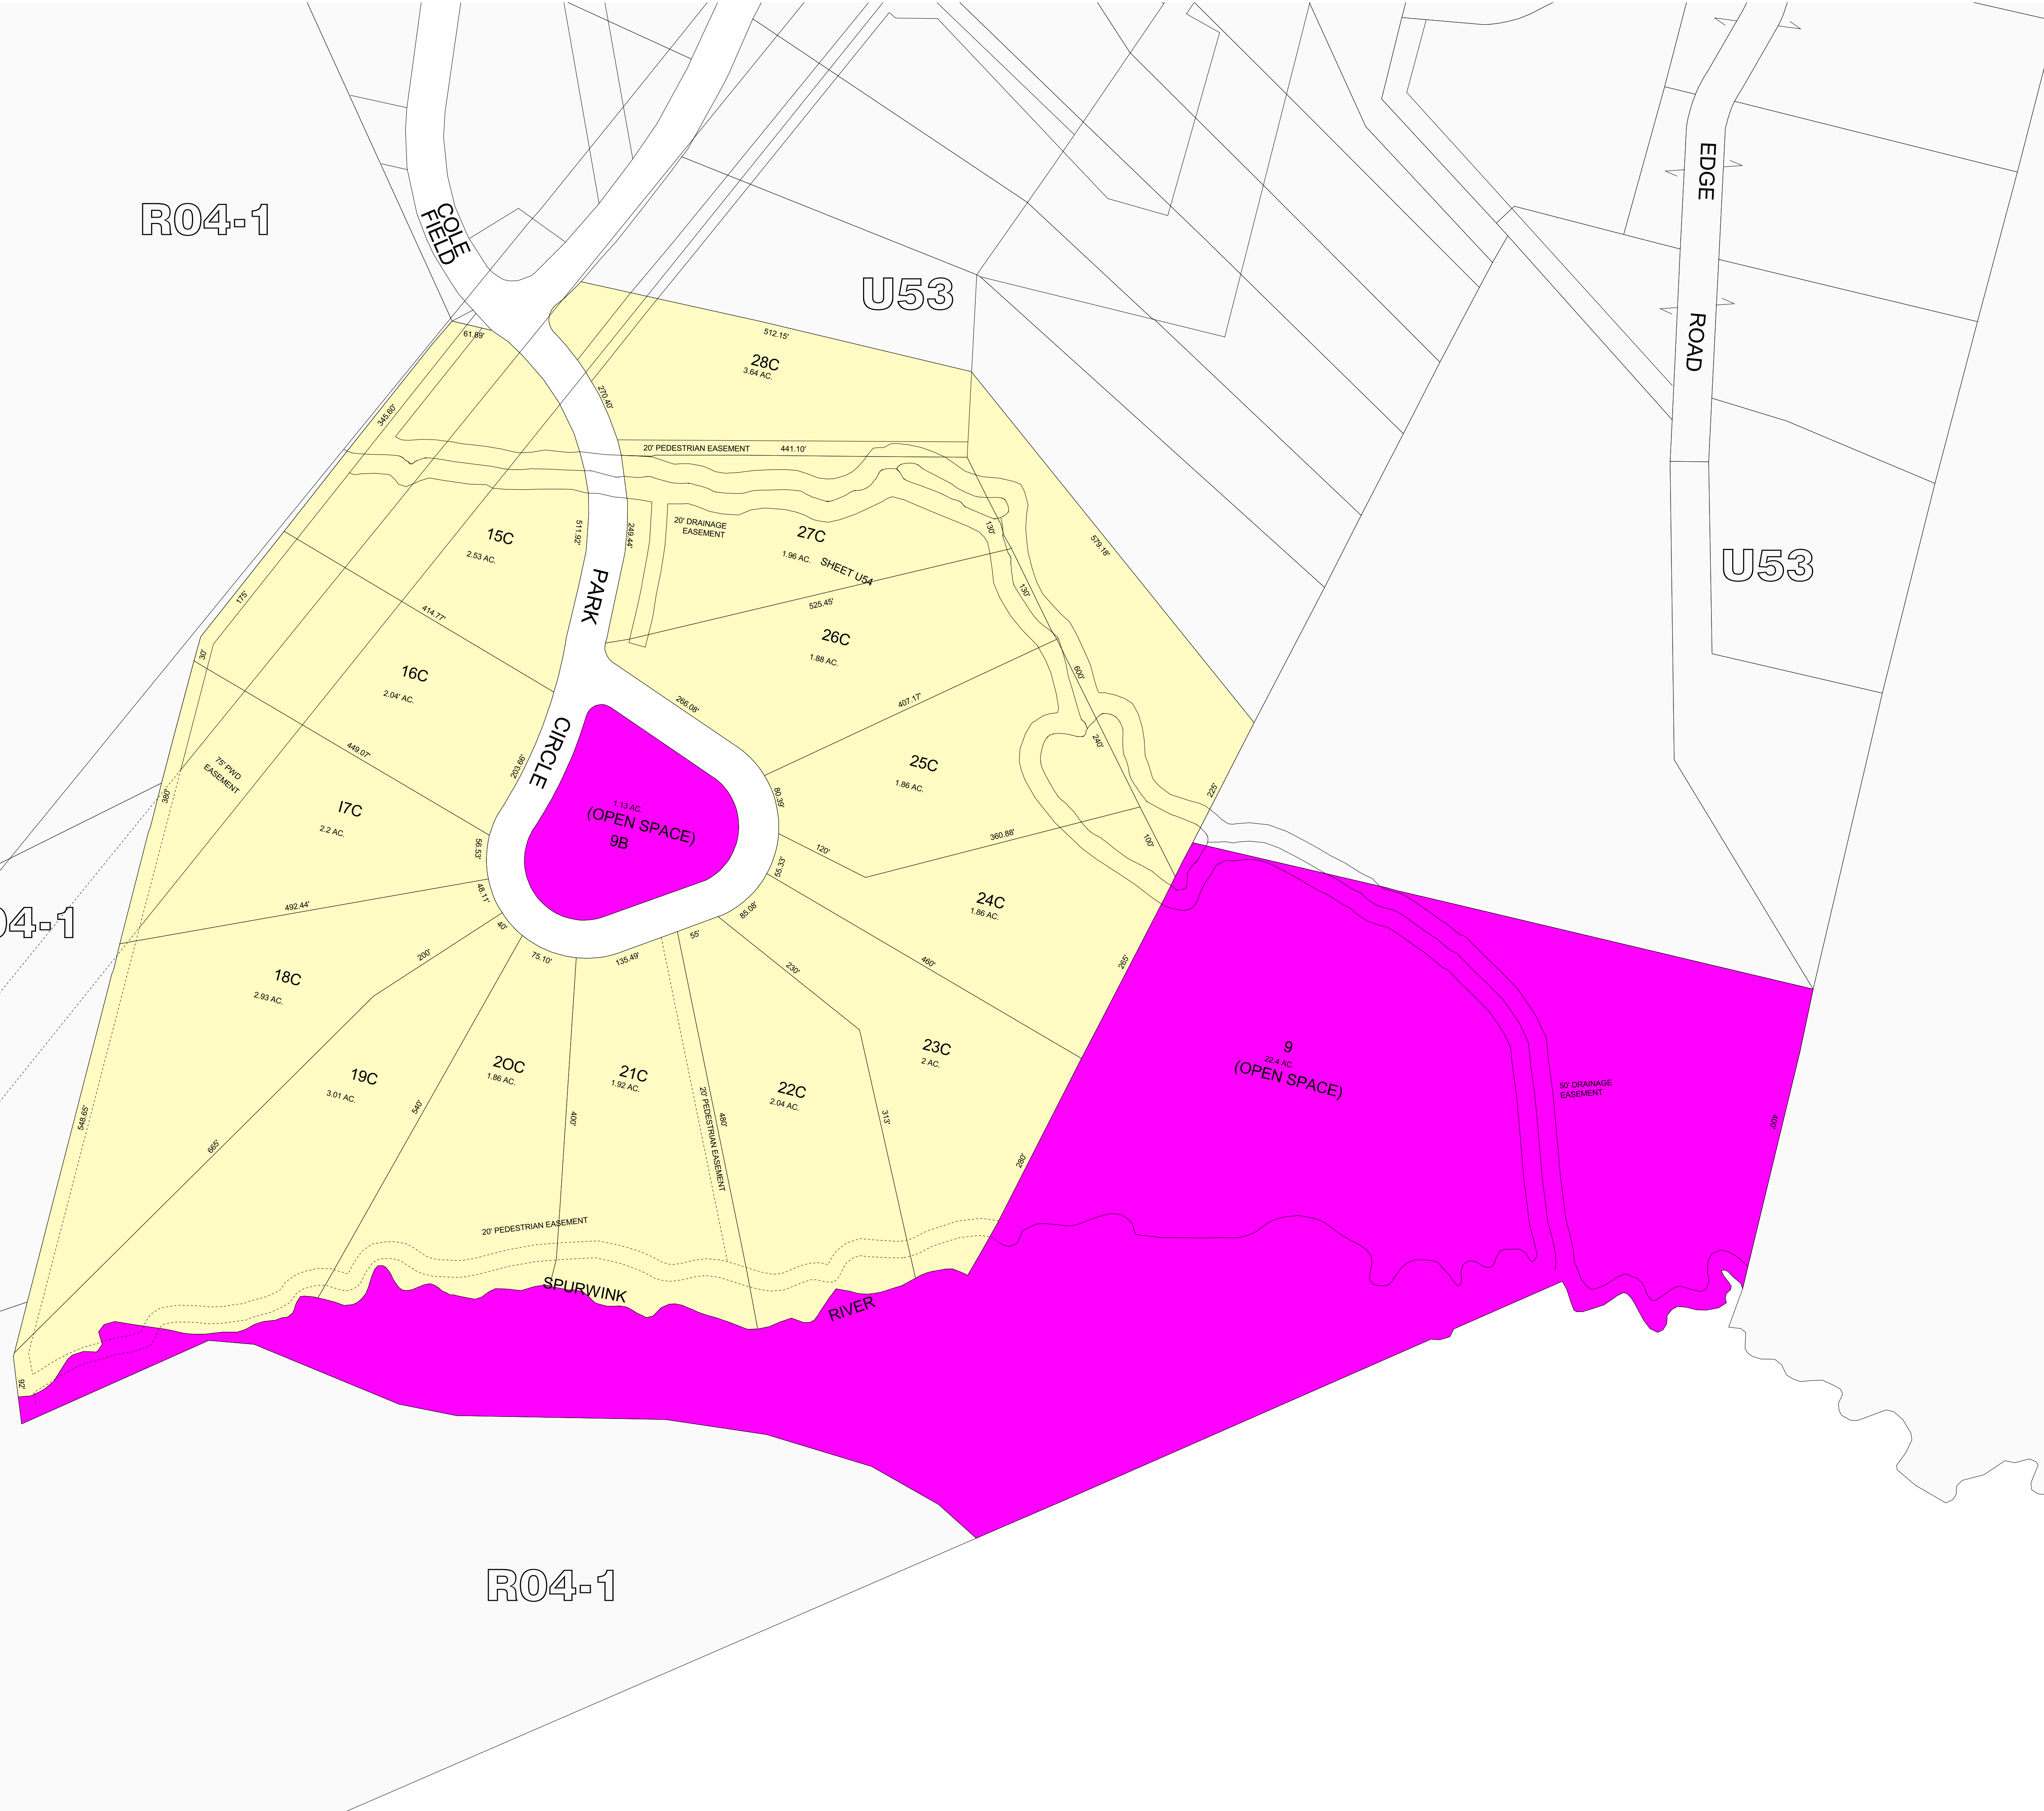 R04-1
COLE
FIELD
U53
EDGE
ROAD
61.89'
512.15'
28C
3.64 AC.
345.60'
270.40'
20' PEDESTRIAN EASEMENT
441.10'
15C
2.53 AC.
511.92'
249.44'
20' DRAINAGE
EASEMENT
27C
1.96 AC.
SHEET U54
130'
579.18'
U53
175'
414.77'
PARK
525.45'
130'
30'
16C
2.04' AC.
26C
1.88 AC.
600'
266.08'
407.17'
449.07'
203.66'
CIRCLE
240'
75' PWD
EASEMENT
380'
25C
1.86 AC.
225'
I7C
2.2 AC.
1.13 AC.
(OPEN SPACE)
9B
80.39'
56.53'
120'
360.88'
100'
55.33'
48.11'
492.44'
04-1
40'
85.08'
24C
1.86 AC.
200'
75.10'
135.49'
55'
230'
460'
265'
18C
2.93 AC.
9
22.4 AC.
(OPEN SPACE)
23C
2 AC.
19C
3.01 AC.
2OC
1.86 AC.
21C
1.92 AC.
22C
2.04 AC.
50' DRAINAGE
EASEMENT
548.65'
665'
540'
400'
20' PEDESTRIAN EASEMENT
480'
313'
280'
400'
20' PEDESTRIAN EASEMENT
SPURWINK
RIVER
92'
R04-1